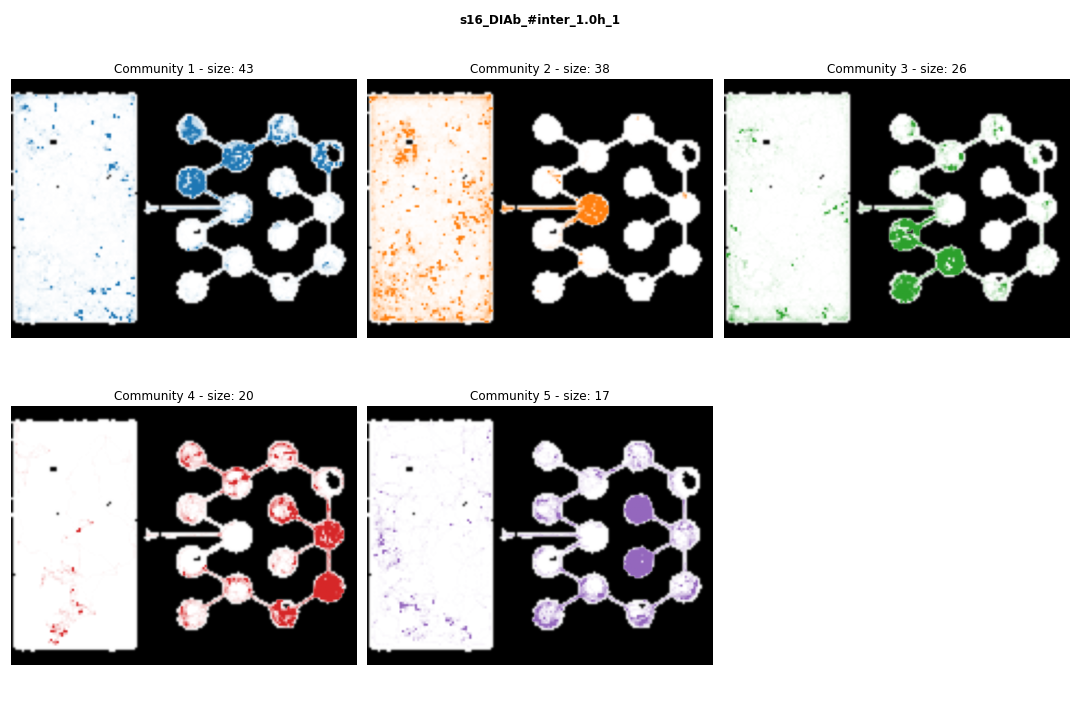 s16_DIAb_#inter_1.0h_1
Community 1 - size: 43
Community 2 - size: 38
Community 3 - size: 26
Community 4 - size: 20
Community 5 - size: 17